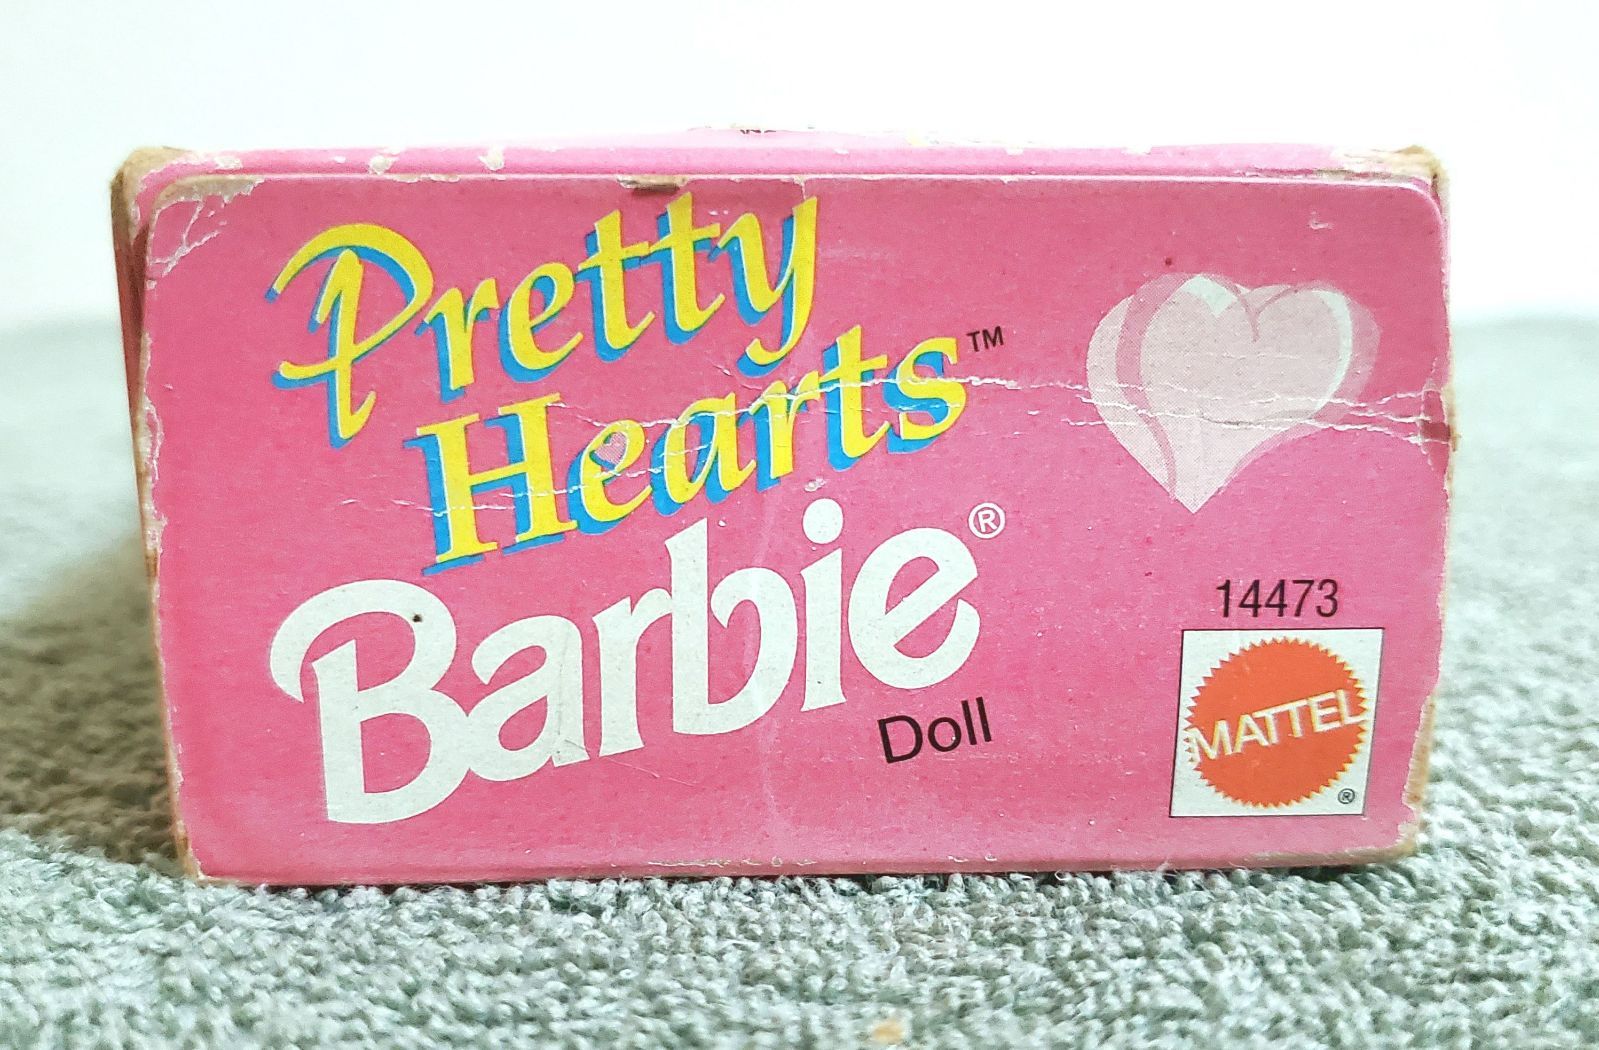 Pretty
Hearts™
Barbie®
Doll
14473
MATTEL
®